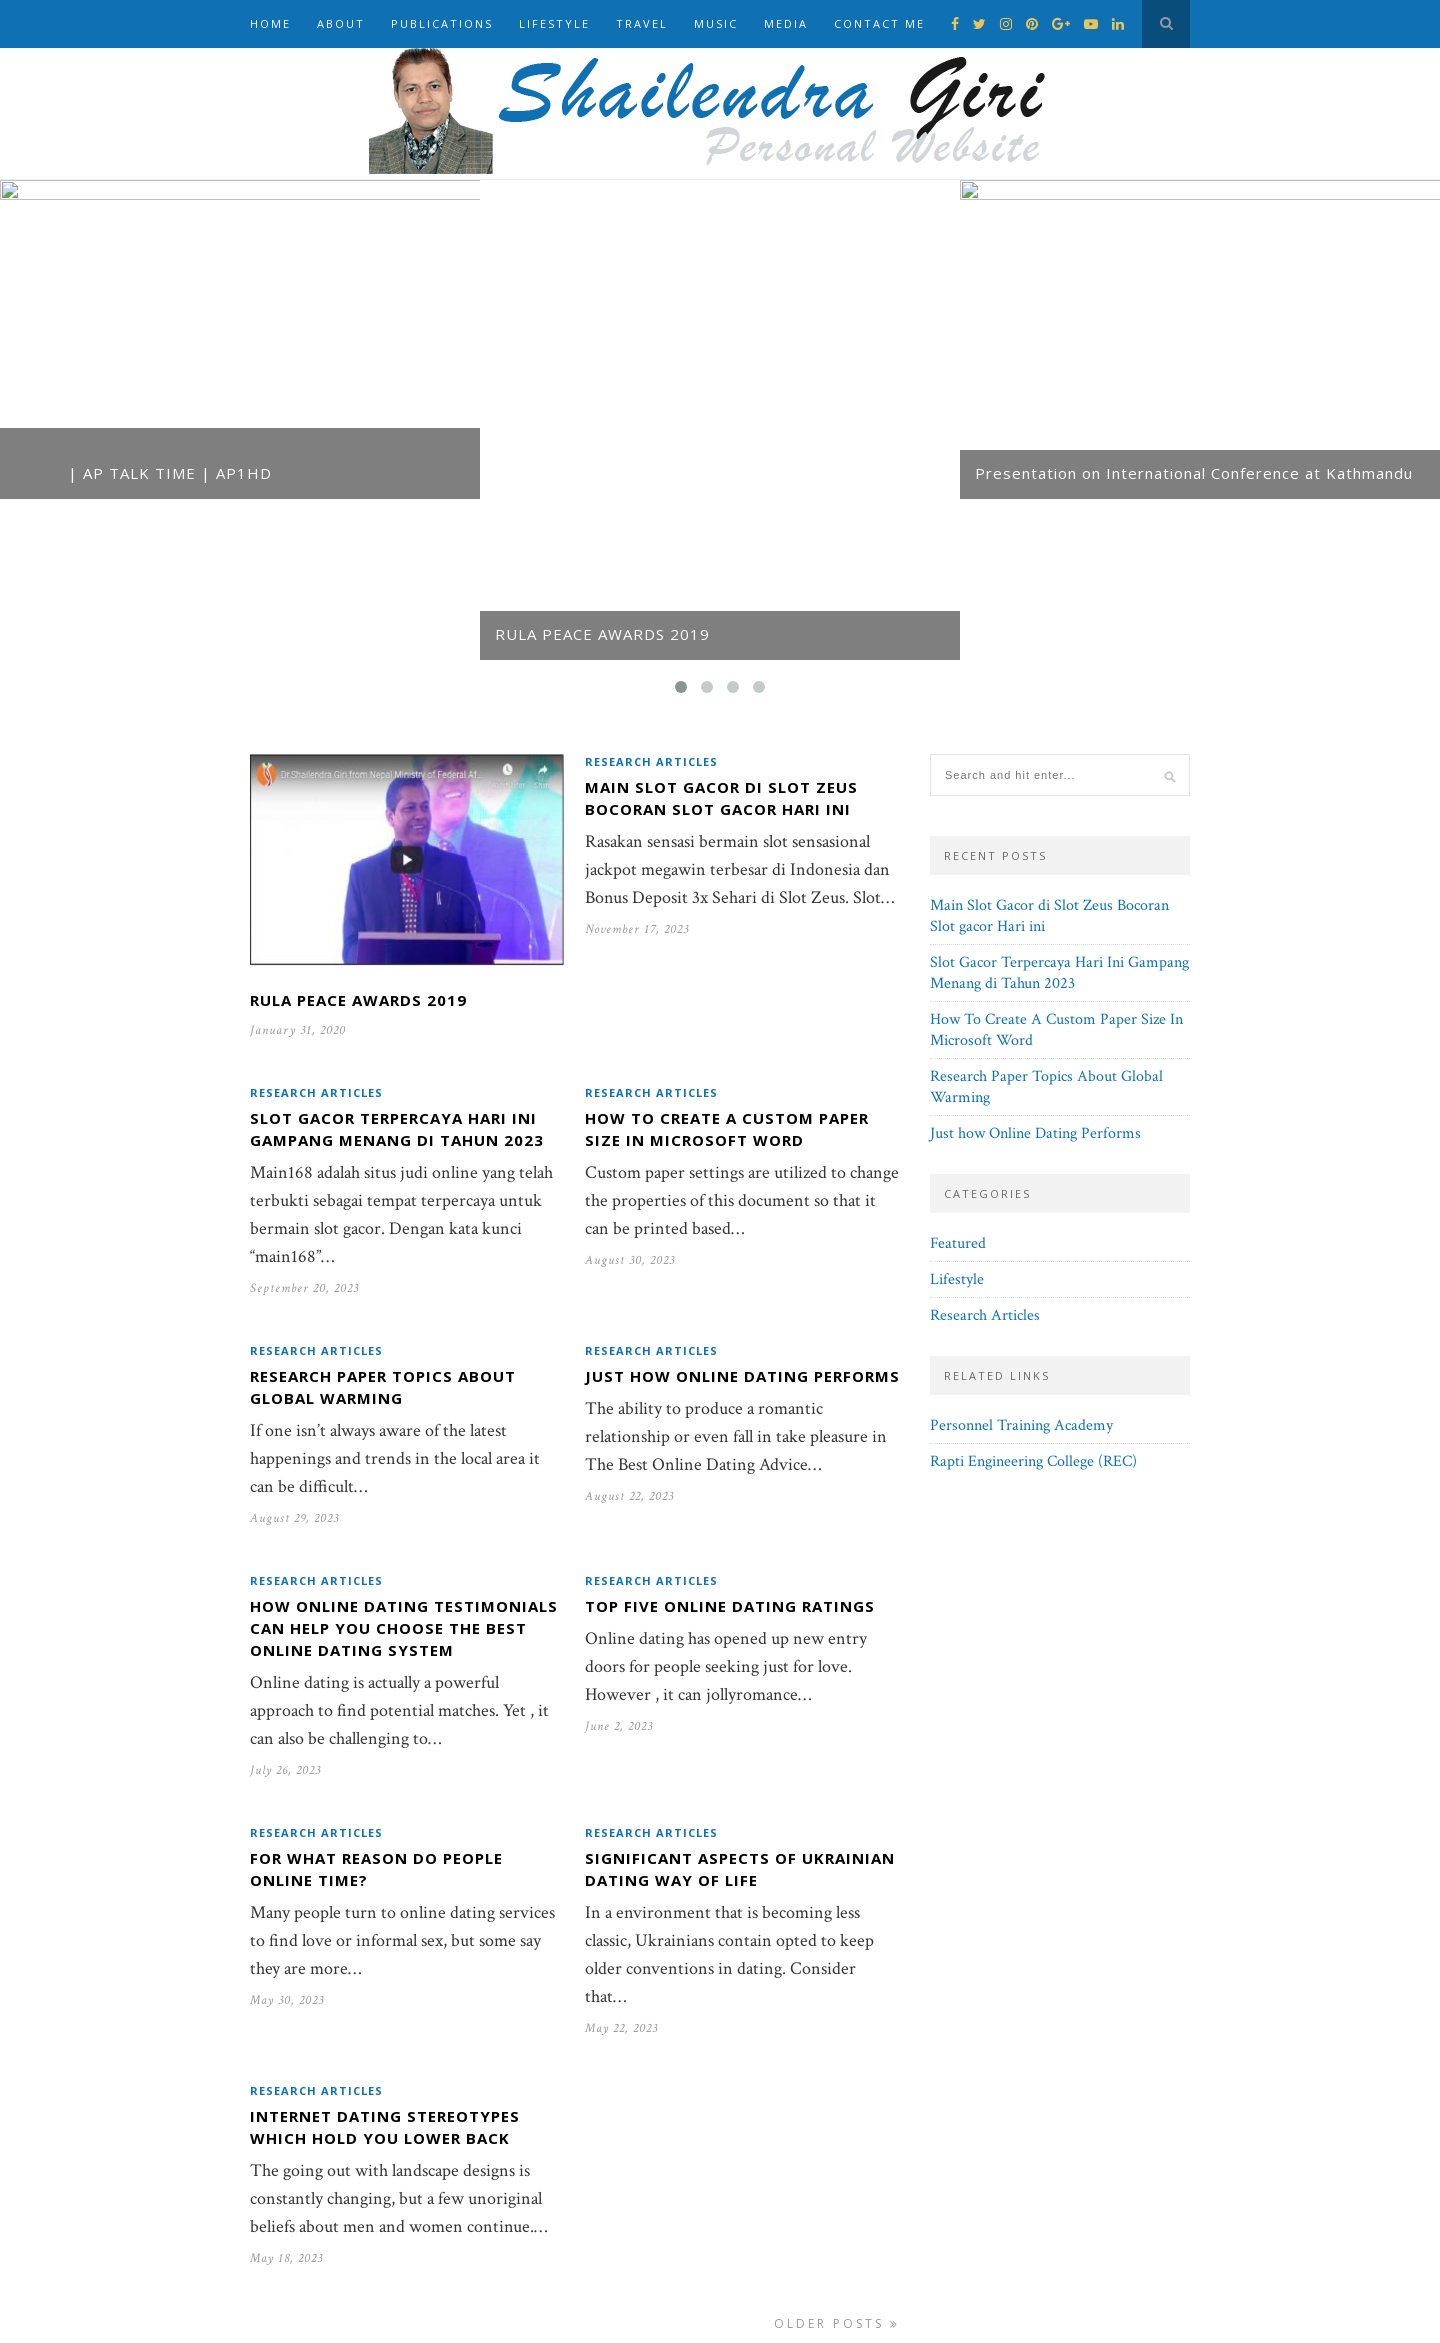 HOME ABOUT PUBLICATIONS LIFESTYLE TRAVEL MUSIC MEDIA CONTACT ME
Shailendra Giri
Personal Website
| AP TALK TIME | AP1HD
Presentation on International Conference at Kathmandu
RULA PEACE AWARDS 2019
Dr.Shailendra Giri from Nepal Ministry of Federal Af...
RULA PEACE AWARDS 2019
January 31, 2020
RESEARCH ARTICLES
MAIN SLOT GACOR DI SLOT ZEUS
BOCORAN SLOT GACOR HARI INI
Rasakan sensasi bermain slot sensasional
jackpot megawin terbesar di Indonesia dan
Bonus Deposit 3x Sehari di Slot Zeus. Slot…
November 17, 2023
RESEARCH ARTICLES
SLOT GACOR TERPERCAYA HARI INI
GAMPANG MENANG DI TAHUN 2023
Main168 adalah situs judi online yang telah
terbukti sebagai tempat terpercaya untuk
bermain slot gacor. Dengan kata kunci
“main168”…
September 20, 2023
RESEARCH ARTICLES
HOW TO CREATE A CUSTOM PAPER
SIZE IN MICROSOFT WORD
Custom paper settings are utilized to change
the properties of this document so that it
can be printed based…
August 30, 2023
RESEARCH ARTICLES
RESEARCH PAPER TOPICS ABOUT
GLOBAL WARMING
If one isn’t always aware of the latest
happenings and trends in the local area it
can be difficult…
August 29, 2023
RESEARCH ARTICLES
JUST HOW ONLINE DATING PERFORMS
The ability to produce a romantic
relationship or even fall in take pleasure in
The Best Online Dating Advice…
August 22, 2023
RESEARCH ARTICLES
HOW ONLINE DATING TESTIMONIALS
CAN HELP YOU CHOOSE THE BEST
ONLINE DATING SYSTEM
Online dating is actually a powerful
approach to find potential matches. Yet , it
can also be challenging to…
July 26, 2023
RESEARCH ARTICLES
TOP FIVE ONLINE DATING RATINGS
Online dating has opened up new entry
doors for people seeking just for love.
However , it can jollyromance…
June 2, 2023
RESEARCH ARTICLES
FOR WHAT REASON DO PEOPLE
ONLINE TIME?
Many people turn to online dating services
to find love or informal sex, but some say
they are more…
May 30, 2023
RESEARCH ARTICLES
SIGNIFICANT ASPECTS OF UKRAINIAN
DATING WAY OF LIFE
In a environment that is becoming less
classic, Ukrainians contain opted to keep
older conventions in dating. Consider
that…
May 22, 2023
RESEARCH ARTICLES
INTERNET DATING STEREOTYPES
WHICH HOLD YOU LOWER BACK
The going out with landscape designs is
constantly changing, but a few unoriginal
beliefs about men and women continue.…
May 18, 2023
OLDER POSTS »
Search and hit enter...
RECENT POSTS
Main Slot Gacor di Slot Zeus Bocoran
Slot gacor Hari ini
Slot Gacor Terpercaya Hari Ini Gampang
Menang di Tahun 2023
How To Create A Custom Paper Size In
Microsoft Word
Research Paper Topics About Global
Warming
Just how Online Dating Performs
CATEGORIES
Featured
Lifestyle
Research Articles
RELATED LINKS
Personnel Training Academy
Rapti Engineering College (REC)